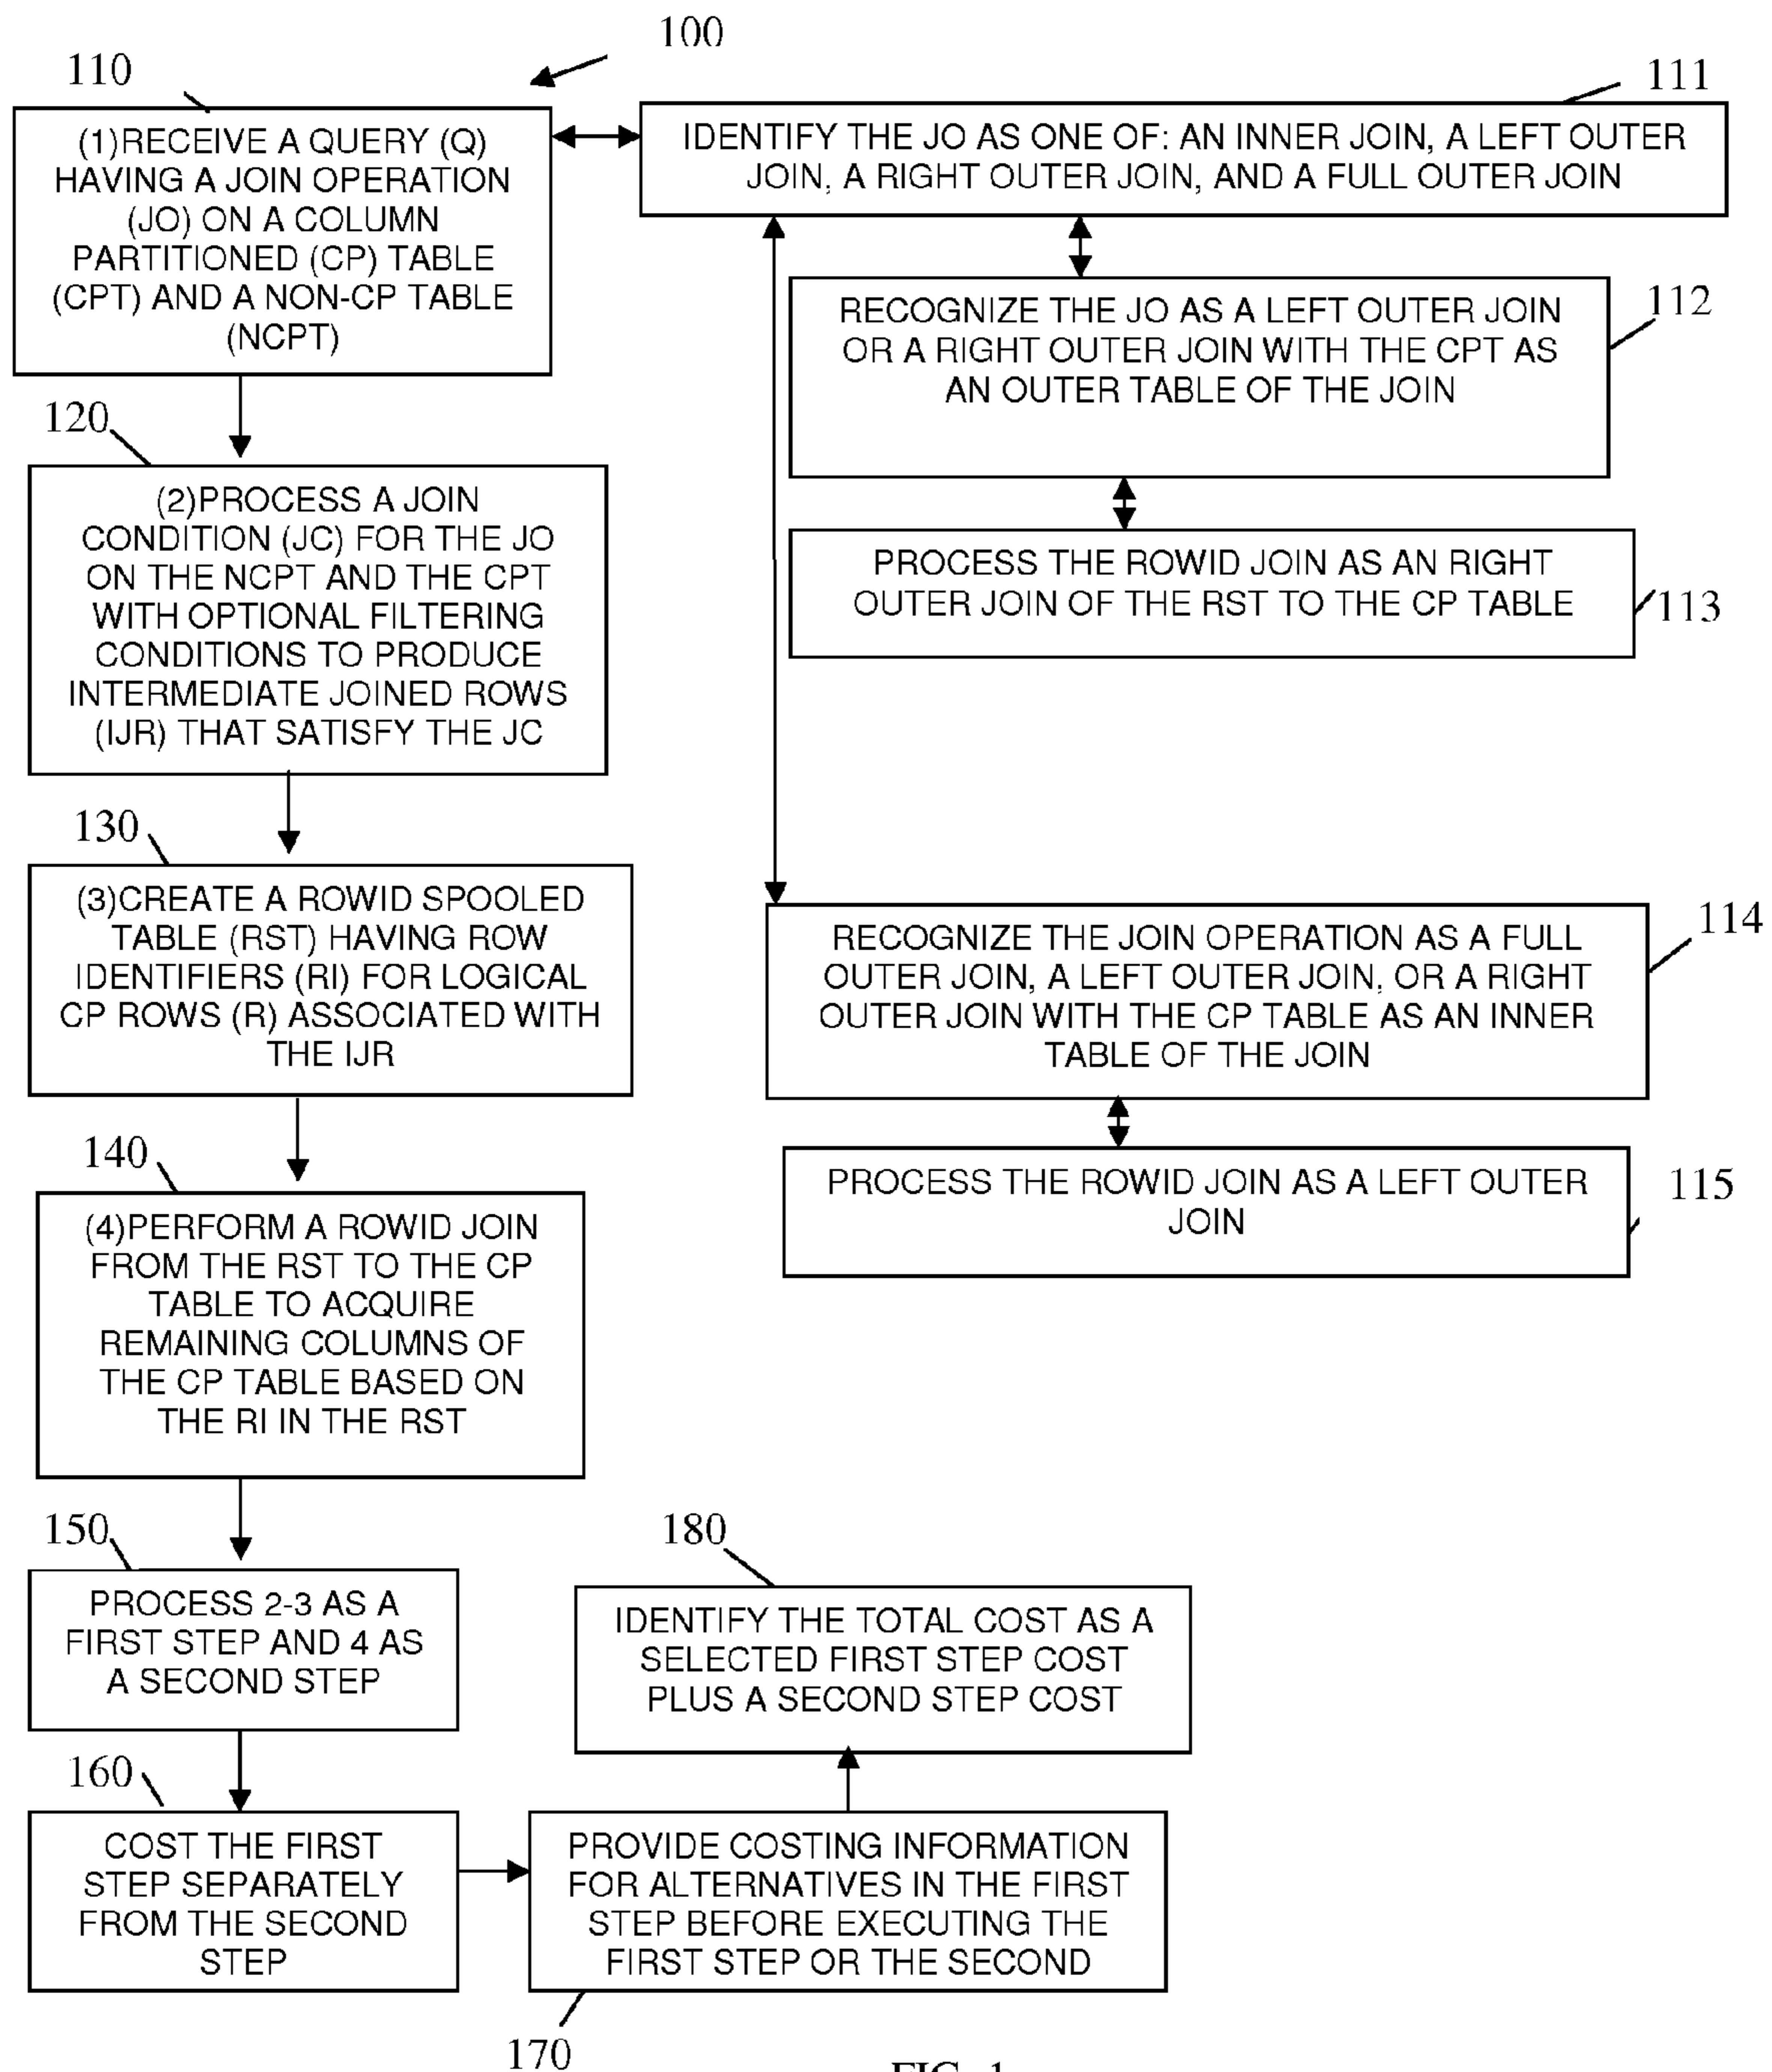 100
110
(1)RECEIVE A QUERY (Q)
HAVING A JOIN OPERATION
(JO) ON A COLUMN
PARTITIONED (CP) TABLE
(CPT) AND A NON-CP TABLE
(NCPT)
111
IDENTIFY THE JO AS ONE OF: AN INNER JOIN, A LEFT OUTER
JOIN, A RIGHT OUTER JOIN, AND A FULL OUTER JOIN
112
RECOGNIZE THE JO AS A LEFT OUTER JOIN
OR A RIGHT OUTER JOIN WITH THE CPT AS
AN OUTER TABLE OF THE JOIN
PROCESS THE ROWID JOIN AS AN RIGHT
OUTER JOIN OF THE RST TO THE CP TABLE
113
120
(2)PROCESS A JOIN
CONDITION (JC) FOR THE JO
ON THE NCPT AND THE CPT
WITH OPTIONAL FILTERING
CONDITIONS TO PRODUCE
INTERMEDIATE JOINED ROWS
(IJR) THAT SATISFY THE JC
130
(3)CREATE A ROWID SPOOLED
TABLE (RST) HAVING ROW
IDENTIFIERS (RI) FOR LOGICAL
CP ROWS (R) ASSOCIATED WITH
THE IJR
114
RECOGNIZE THE JOIN OPERATION AS A FULL
OUTER JOIN, A LEFT OUTER JOIN, OR A RIGHT
OUTER JOIN WITH THE CP TABLE AS AN INNER
TABLE OF THE JOIN
115
PROCESS THE ROWID JOIN AS A LEFT OUTER
JOIN
140
(4)PERFORM A ROWID JOIN
FROM THE RST TO THE CP
TABLE TO ACQUIRE
REMAINING COLUMNS OF
THE CP TABLE BASED ON
THE RI IN THE RST
150
PROCESS 2-3 AS A
FIRST STEP AND 4 AS
A SECOND STEP
180
IDENTIFY THE TOTAL COST AS A
SELECTED FIRST STEP COST
PLUS A SECOND STEP COST
160
COST THE FIRST
STEP SEPARATELY
FROM THE SECOND
STEP
PROVIDE COSTING INFORMATION
FOR ALTERNATIVES IN THE FIRST
STEP BEFORE EXECUTING THE
FIRST STEP OR THE SECOND
170
FIG. 1